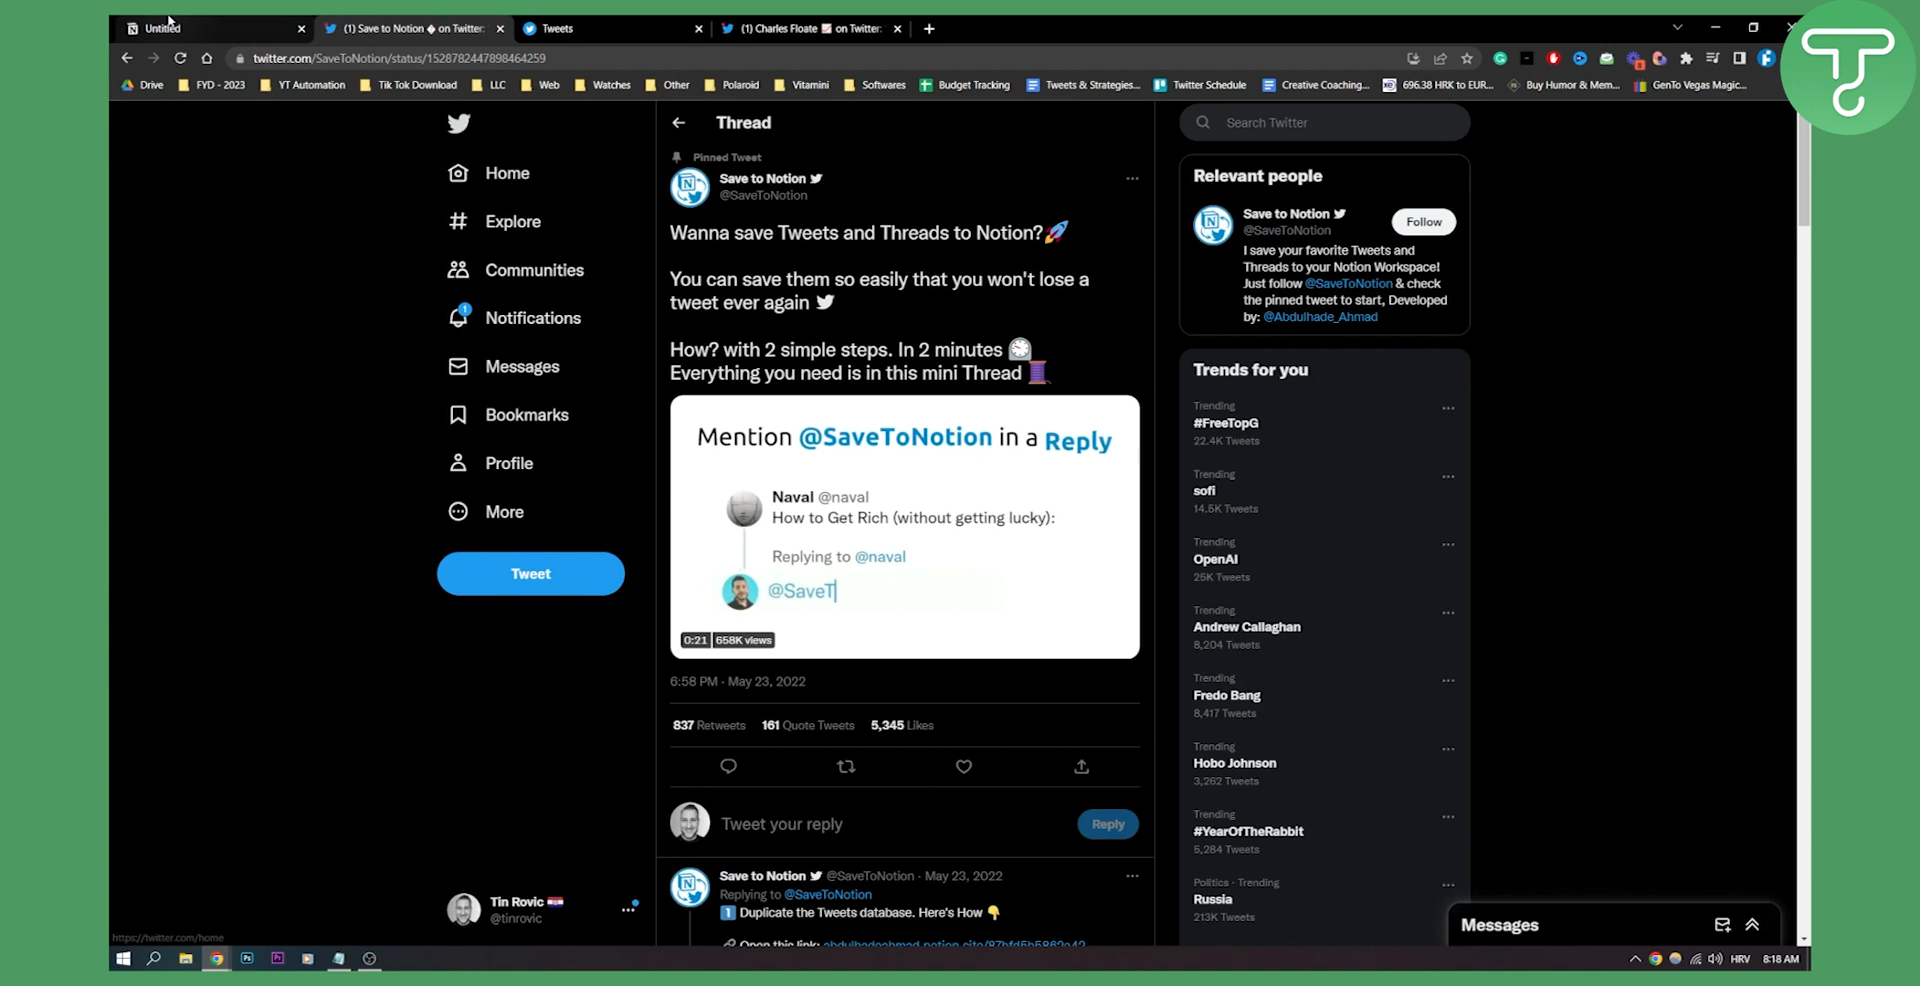 Untitled
(1) Save to Notion ◆ on Twitter:
Tweets
(1) Charles Floate 📈 on Twitter:
twitter.com/SaveToNotion/status/1528782447898464259
Drive
FYD - 2023
YT Automation
Tik Tok Download
LLC
Web
Watches
Other
Polaroid
Vitamini
Softwares
Budget Tracking
Tweets & Strategies...
Twitter Schedule
Creative Coaching...
696.38 HRK to EUR...
Buy Humor & Mem...
GenTo Vegas Magic...
Home
Explore
Communities
1
Notifications
Messages
Bookmarks
Profile
More
Tweet
Tin Rovic
@tinrovic
https://twitter.com/home
Thread
Pinned Tweet
Save to Notion
@SaveToNotion
Wanna save Tweets and Threads to Notion?🚀
You can save them so easily that you won't lose a
tweet ever again
How? with 2 simple steps. In 2 minutes
Everything you need is in this mini Thread 🧵
Mention @SaveToNotion in a Reply
Naval @naval
How to Get Rich (without getting lucky):
Replying to @naval
@SaveT
0:21 658K views
6:58 PM · May 23, 2022
837 Retweets 161 Quote Tweets 5,345 Likes
Tweet your reply
Reply
Save to Notion @SaveToNotion · May 23, 2022
Replying to @SaveToNotion
1 Duplicate the Tweets database. Here's How 👇
Open this link: abdulhadeahmad.notion.site/87bfd5b5862e42
Search Twitter
Relevant people
Save to Notion
@SaveToNotion
Follow
I save your favorite Tweets and
Threads to your Notion Workspace!
Just follow @SaveToNotion & check
the pinned tweet to start, Developed
by: @Abdulhade_Ahmad
Trends for you
Trending
#FreeTopG
22.4K Tweets
Trending
sofi
14.5K Tweets
Trending
OpenAI
25K Tweets
Trending
Andrew Callaghan
8,204 Tweets
Trending
Fredo Bang
8,417 Tweets
Trending
Hobo Johnson
3,262 Tweets
Trending
#YearOfTheRabbit
5,284 Tweets
Politics · Trending
Russia
213K Tweets
Messages
HRV
8:18 AM